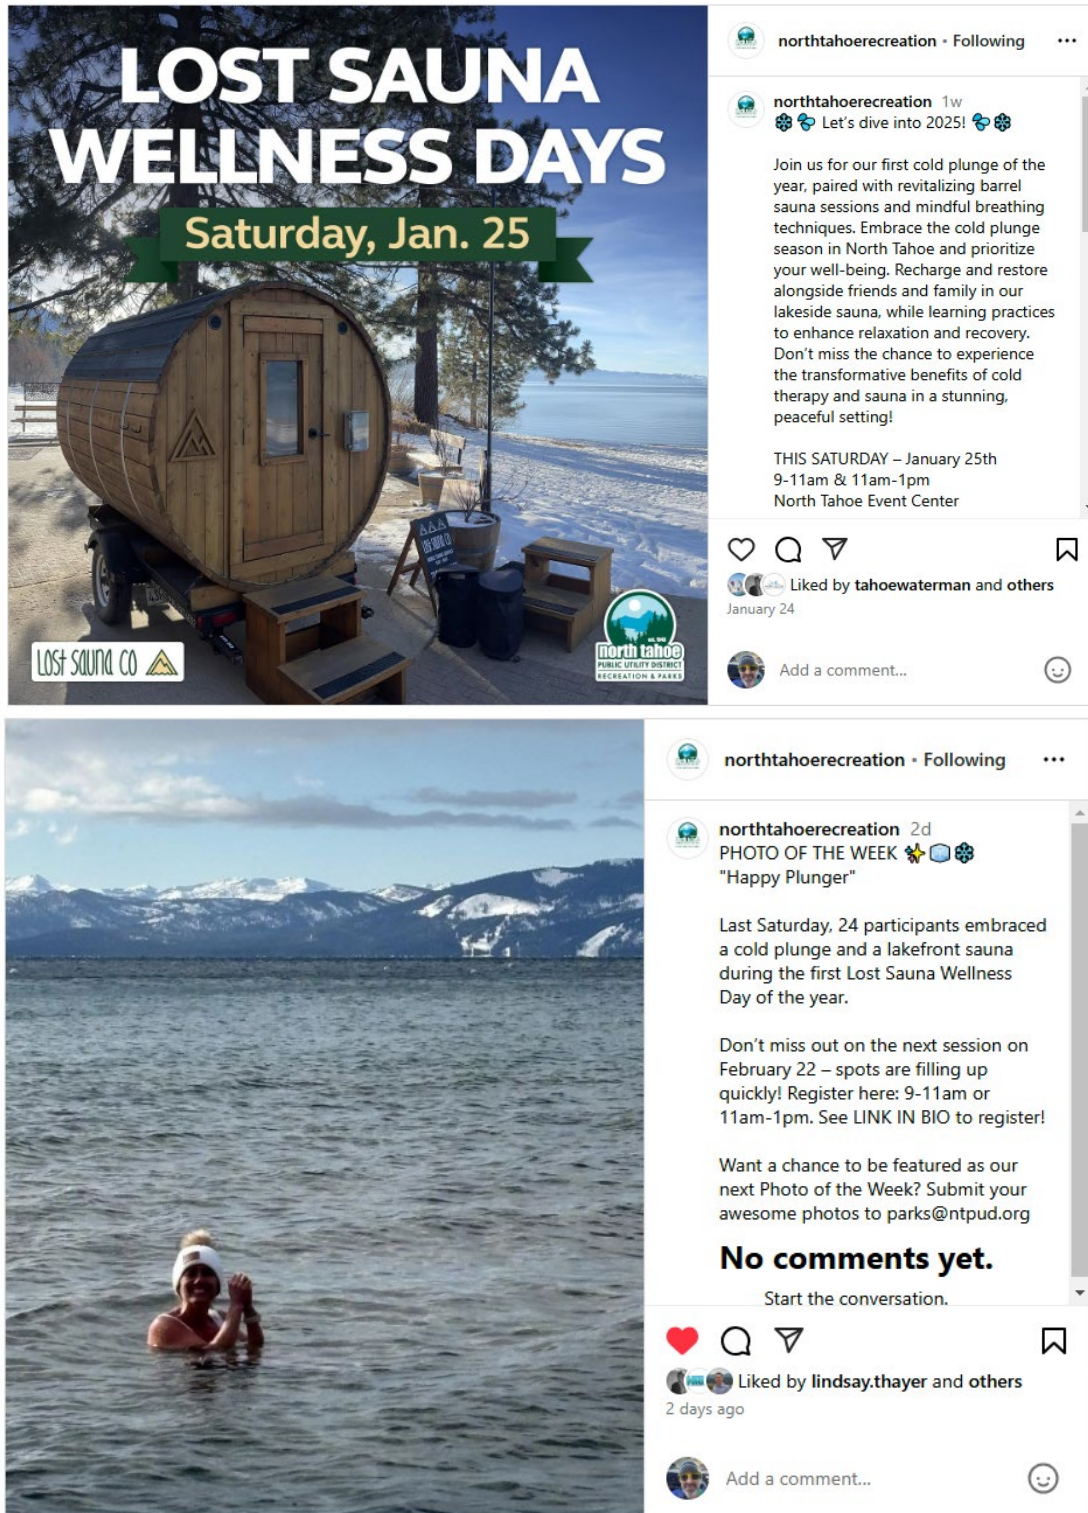 LOST SAUNA
WELLNESS DAYS
Saturday, Jan. 25
LOST SAUNA CO
LOST SAUNA CO
est. 1948
north tahoe
PUBLIC UTILITY DISTRICT
RECREATION & PARKS
northtahoerecreation • Following
northtahoerecreation 1w
Let's dive into 2025!
Join us for our first cold plunge of the
year, paired with revitalizing barrel
sauna sessions and mindful breathing
techniques. Embrace the cold plunge
season in North Tahoe and prioritize
your well-being. Recharge and restore
alongside friends and family in our
lakeside sauna, while learning practices
to enhance relaxation and recovery.
Don't miss the chance to experience
the transformative benefits of cold
therapy and sauna in a stunning,
peaceful setting!
THIS SATURDAY – January 25th
9-11am & 11am-1pm
North Tahoe Event Center
Liked by tahoewaterman and others
January 24
Add a comment...
northtahoerecreation • Following
northtahoerecreation 2d
PHOTO OF THE WEEK
"Happy Plunger"
Last Saturday, 24 participants embraced
a cold plunge and a lakefront sauna
during the first Lost Sauna Wellness
Day of the year.
Don't miss out on the next session on
February 22 – spots are filling up
quickly! Register here: 9-11am or
11am-1pm. See LINK IN BIO to register!
Want a chance to be featured as our
next Photo of the Week? Submit your
awesome photos to parks@ntpud.org
No comments yet.
Start the conversation.
Liked by lindsay.thayer and others
2 days ago
Add a comment...